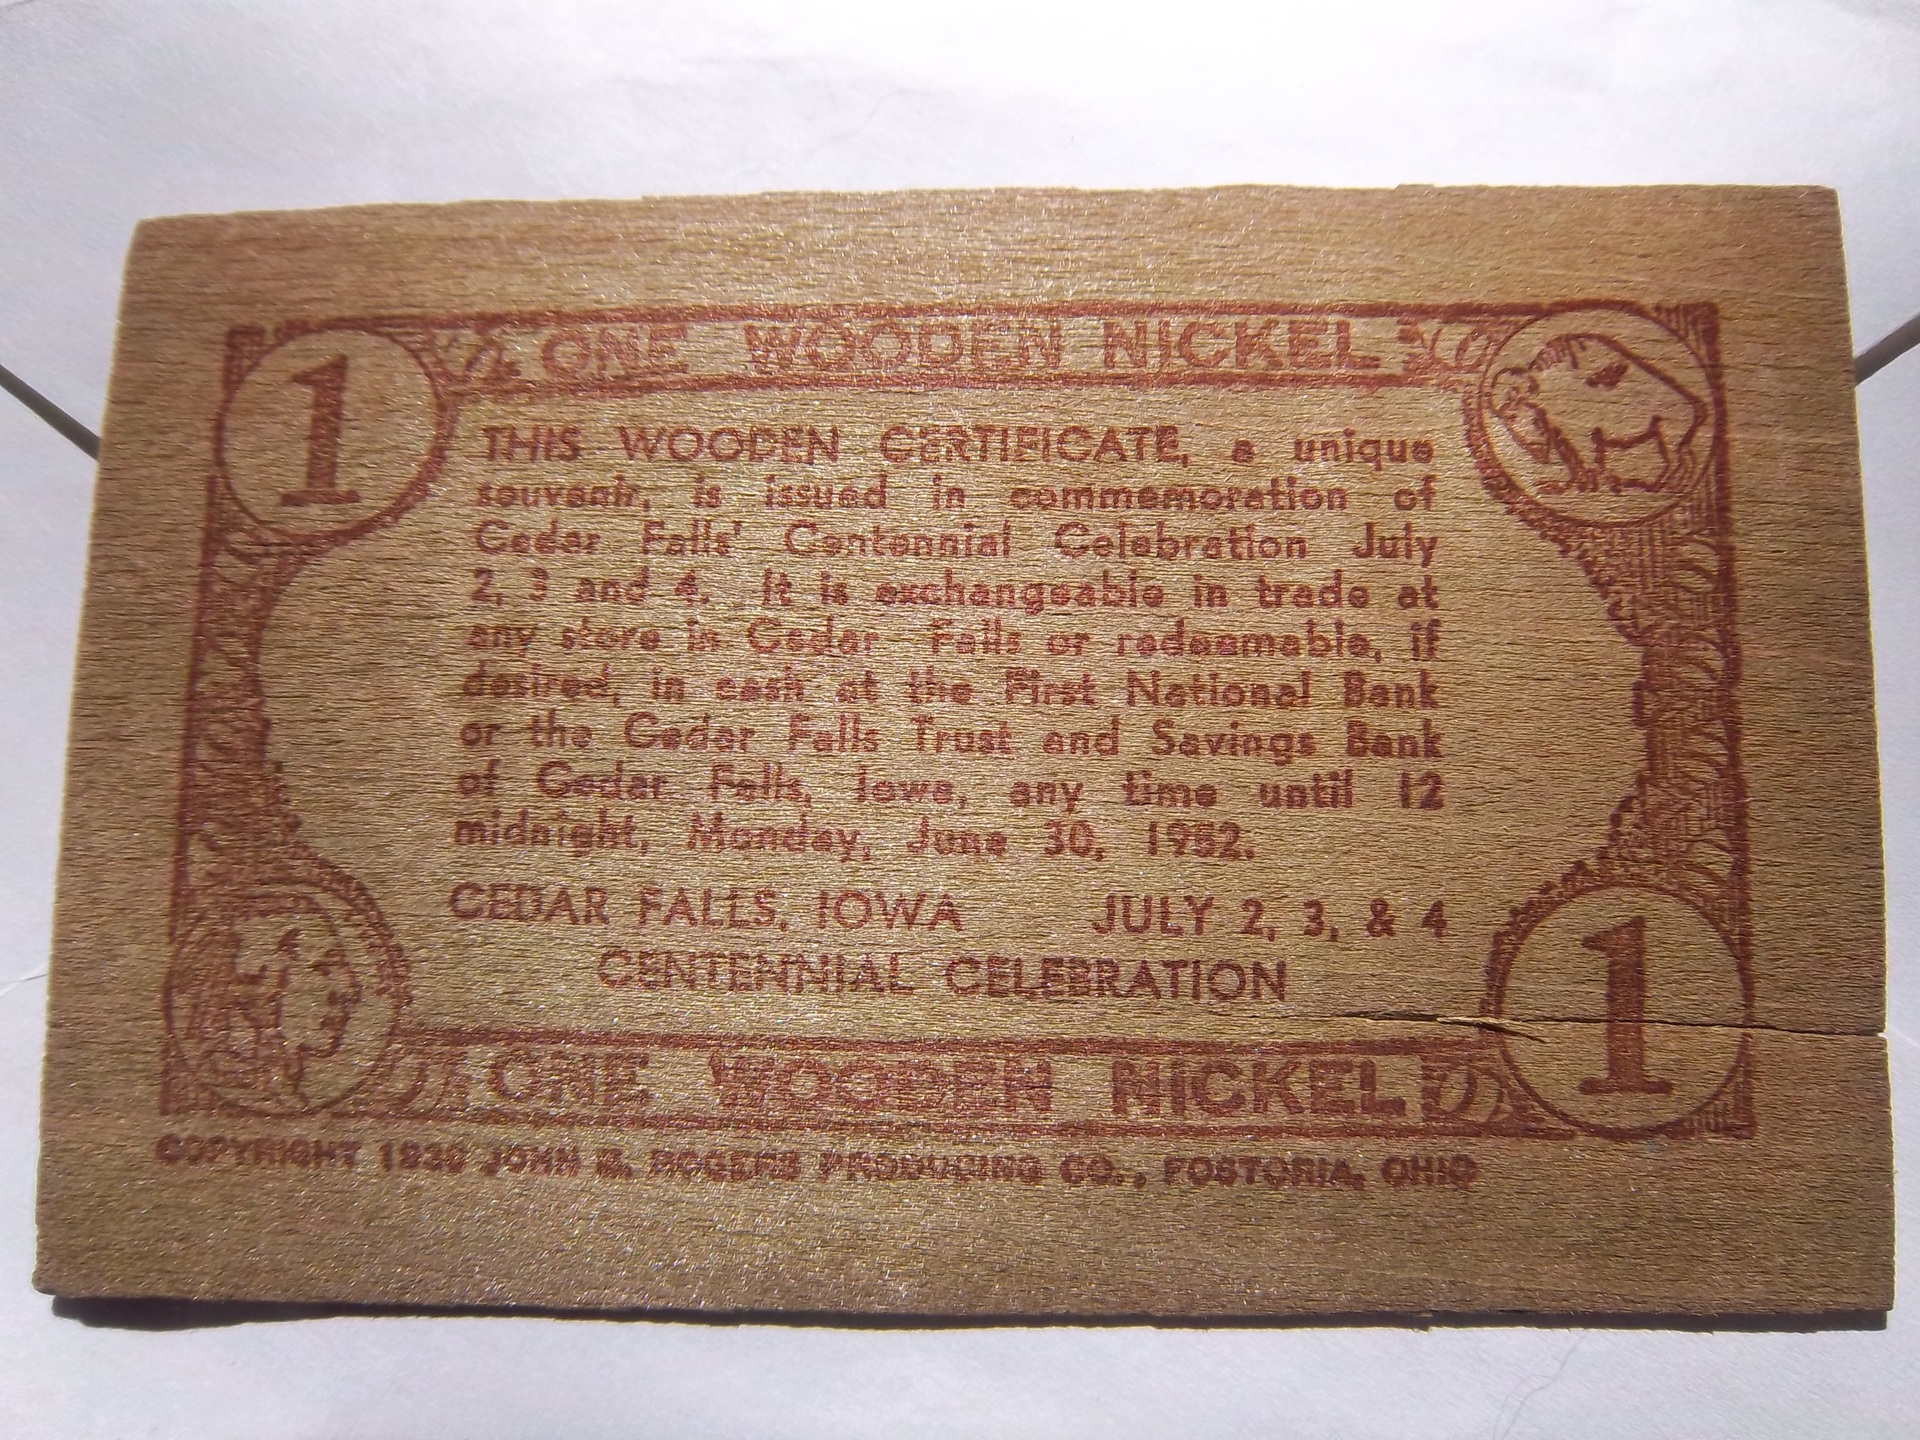 1
ONE WOODEN NICKEL
THIS WOODEN CERTIFICATE, a unique
souvenir, is issued in commemoration of
Cedar Falls' Centennial Celebration July
2, 3 and 4. It is exchangeable in trade at
any store in Cedar Falls or redeemable, if
desired, in cash at the First National Bank
or the Cedar Falls Trust and Savings Bank
of Cedar Falls, Iowa, any time until 12
midnight, Monday, June 30, 1952.
CEDAR FALLS, IOWA JULY 2, 3, & 4
CENTENNIAL CELEBRATION
1
ONE WOODEN NICKEL
COPYRIGHT JOHN B. ROGERS PRODUCING CO., FOSTORIA, OHIO